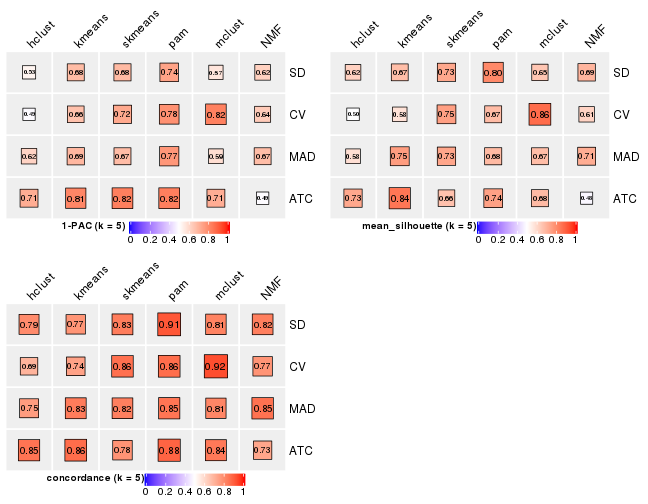 hclust kmeans skmeans pam mclust NMF
0.53 0.68 0.68 0.74 0.57 0.62 SD
0.49 0.66 0.72 0.78 0.82 0.64 CV
0.62 0.69 0.67 0.77 0.59 0.67 MAD
0.71 0.81 0.82 0.82 0.71 0.49 ATC
1-PAC (k = 5)
0 0.2 0.4 0.6 0.8 1
hclust kmeans skmeans pam mclust NMF
0.62 0.67 0.73 0.80 0.65 0.69 SD
0.50 0.58 0.75 0.67 0.86 0.61 CV
0.58 0.75 0.73 0.68 0.67 0.71 MAD
0.73 0.84 0.66 0.74 0.68 0.48 ATC
mean_silhouette (k = 5)
0 0.2 0.4 0.6 0.8 1
hclust kmeans skmeans pam mclust NMF
0.79 0.77 0.83 0.91 0.81 0.82 SD
0.69 0.74 0.86 0.86 0.92 0.77 CV
0.75 0.83 0.82 0.85 0.81 0.85 MAD
0.85 0.86 0.78 0.88 0.84 0.73 ATC
concordance (k = 5)
0 0.2 0.4 0.6 0.8 1